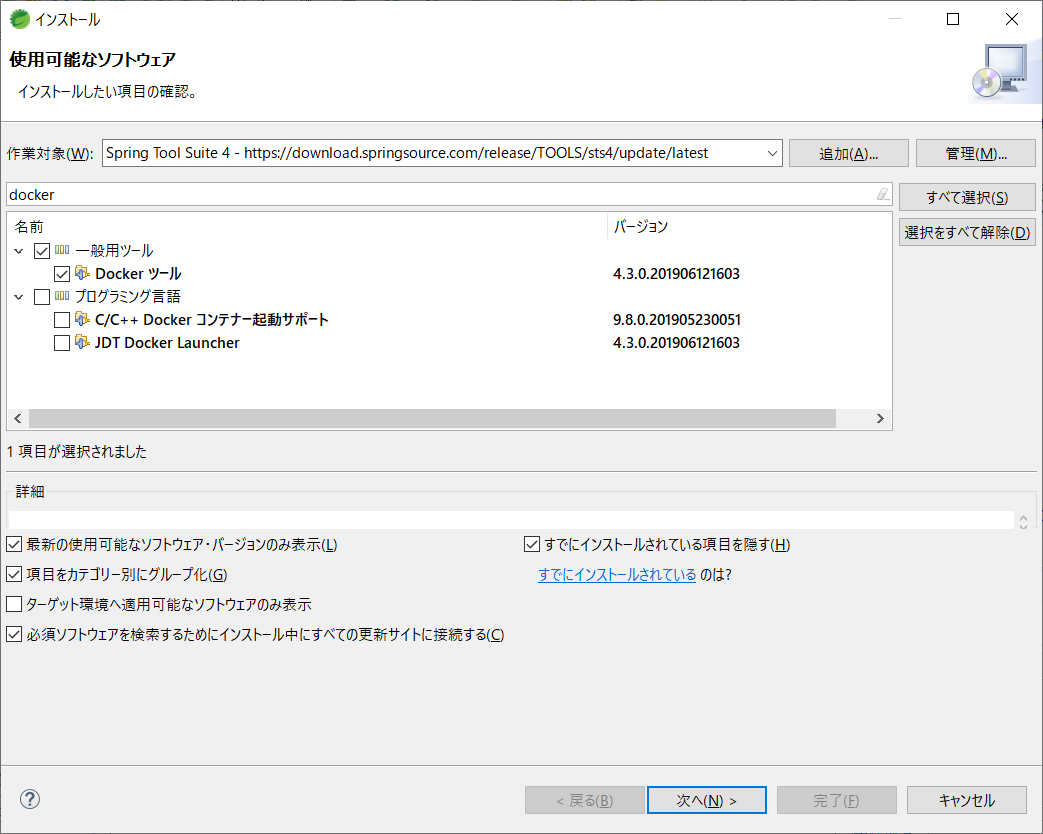 インストール
使用可能なソフトウェア
インストールしたい項目の確認。
作業対象(W): Spring Tool Suite 4 - https://download.springsource.com/release/TOOLS/sts4/update/latest 追加(A)... 管理(M)...
docker すべて選択(S)
選択をすべて解除(D)
名前 バージョン
一般用ツール
Docker ツール 4.3.0.201906121603
プログラミング言語
C/C++ Docker コンテナー起動サポート 9.8.0.201905230051
JDT Docker Launcher 4.3.0.201906121603
1 項目が選択されました
詳細
最新の使用可能なソフトウェア・バージョンのみ表示(L) すでにインストールされている項目を隠す(H)
項目をカテゴリー別にグループ化(G) すでにインストールされている のは?
ターゲット環境へ適用可能なソフトウェアのみ表示
必須ソフトウェアを検索するためにインストール中にすべての更新サイトに接続する(C)
? < 戻る(B) 次へ(N) > 完了(F) キャンセル